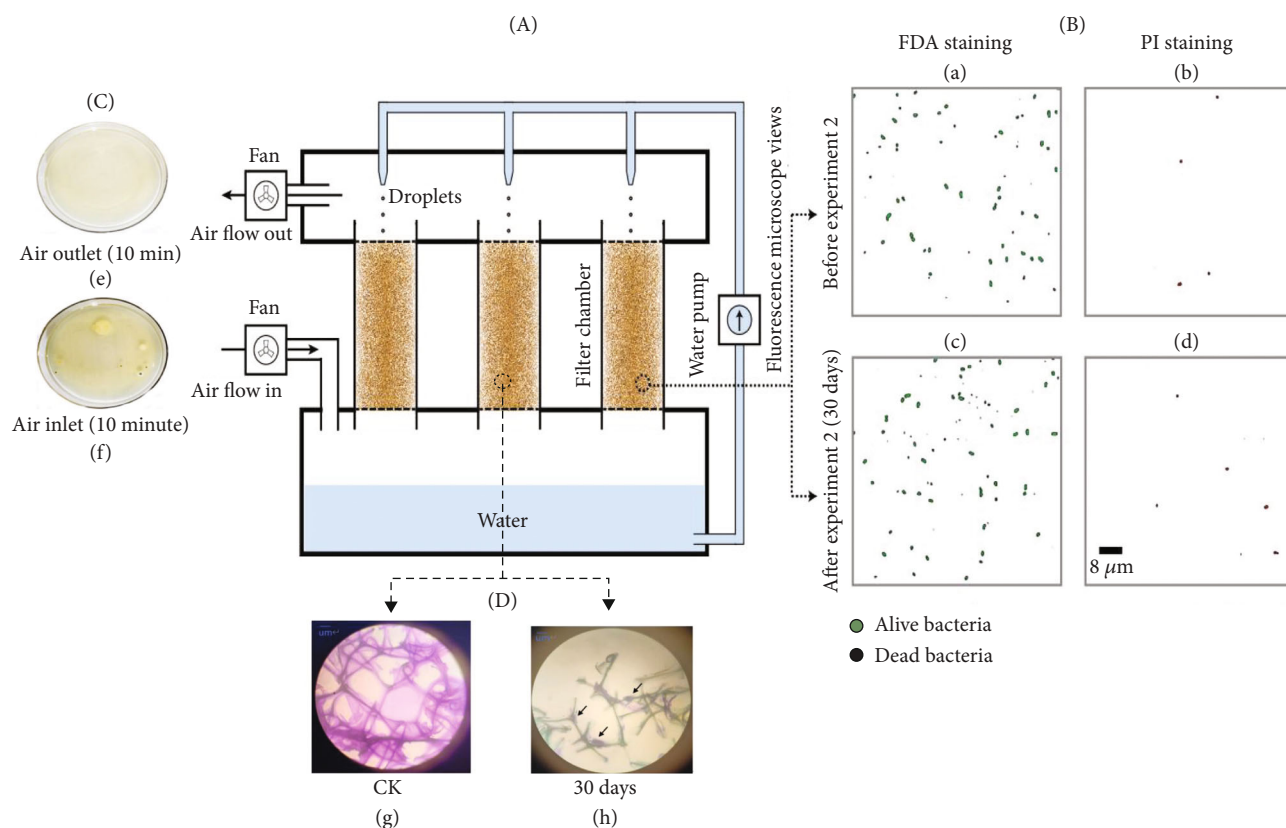 (A)
(B)
FDA staining
PI staining
(a)
(b)
(C)
Fan
Droplets
Air flow out
Air outlet (10 min)
(e)
Fan
Air flow in
Air inlet (10 minute)
(f)
Filter chamber
Water pump
Fluorescence microscope views
Before experiment 2
(c)
(d)
After experiment 2 (30 days)
8 µm
Water
(D)
Alive bacteria
Dead bacteria
um
CK
30 days
(g)
(h)